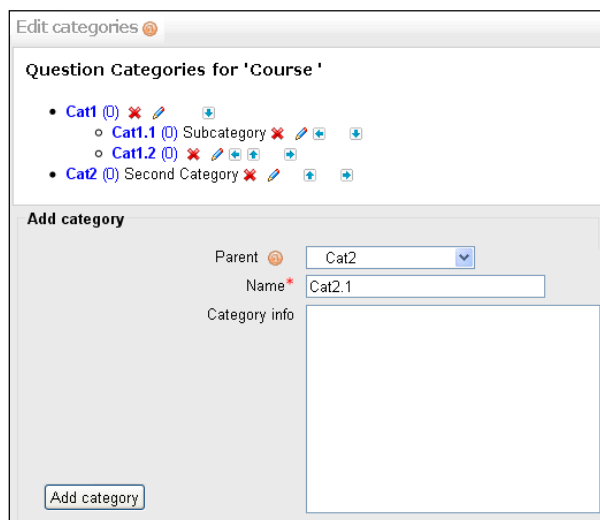 Edit categories
Question Categories for 'Course '
Cat1 (0)
Cat1.1 (0) Subcategory
Cat1.2 (0)
Cat2 (0) Second Category
Add category
Parent Cat2
Name* Cat2.1
Category info
Add category